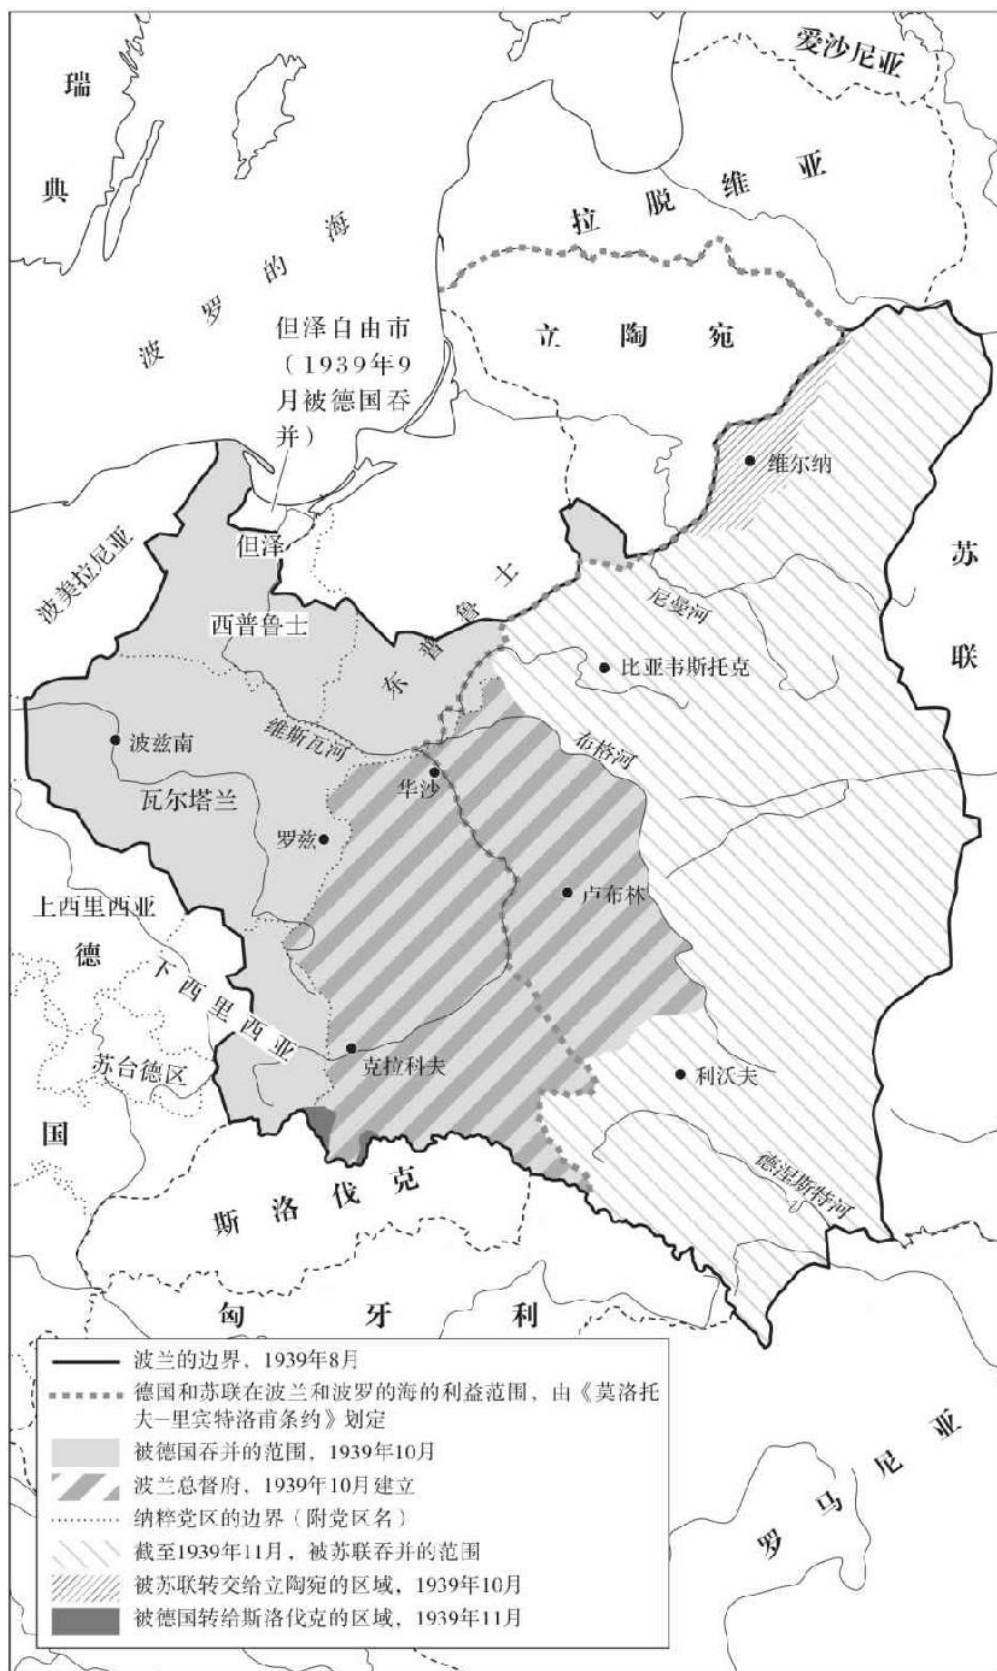 瑞典
爱沙尼亚
拉脱维亚
波罗的海
但泽自由市
（1939年9
月被德国吞
并）
立陶宛
维尔纳
苏联
但泽
波美拉尼亚
西普鲁士
东普鲁士
尼曼河
比亚韦斯托克
波兹南
维斯瓦河
布格河
华沙
瓦尔塔兰
罗兹
卢布林
上西里西亚
德国
下西里西亚
苏台德区
克拉科夫
利沃夫
斯洛伐克
德涅斯特河
匈牙利
罗马尼亚
波兰的边界，1939年8月
德国和苏联在波兰和波罗的海的利益范围，由《莫洛托
夫-里宾特洛甫条约》划定
被德国吞并的范围，1939年10月
波兰总督府，1939年10月建立
纳粹党区的边界（附党区名）
截至1939年11月，被苏联吞并的范围
被苏联转交给立陶宛的区域，1939年10月
被德国转给斯洛伐克的区域，1939年11月